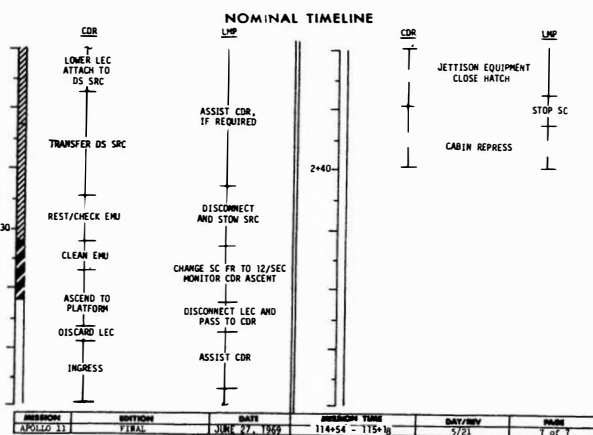 NOMINAL TIMELINE
CDR
LMP
LOWER LEC
ATTACH TO
DS SRC
ASSIST CDR,
IF REQUIRED
TRANSFER DS SRC
REST/CHECK EMU
DISCONNECT
AND STOW SRC
30
CLEAN EMU
CHANGE SC FR TO 12/SEC
MONITOR CDR ASCENT
ASCEND TO
PLATFORM
DISCONNECT LEC AND
PASS TO CDR
DISCARD LEC
INGRESS
ASSIST CDR
CDR
LMP
JETTISON EQUIPMENT
CLOSE HATCH
STOP SC
CABIN REPRESS
2+40
MISSION EDITION DATE MISSION TIME DAY/REV PAGE
APOLLO 11 FINAL JUNE 27, 1969 114+54 - 115+18 5/21 7 of 7